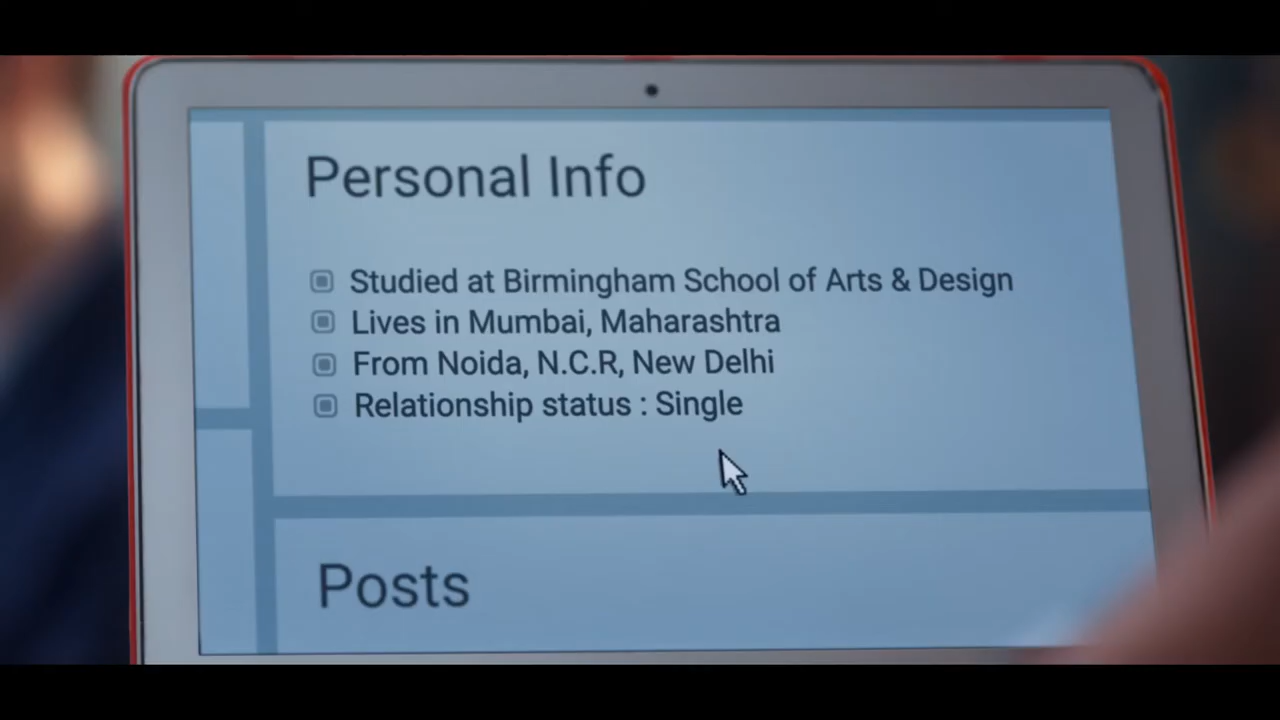 Personal Info
Studied at Birmingham School of Arts & Design
Lives in Mumbai, Maharashtra
From Noida, N.C.R, New Delhi
Relationship status : Single
Posts